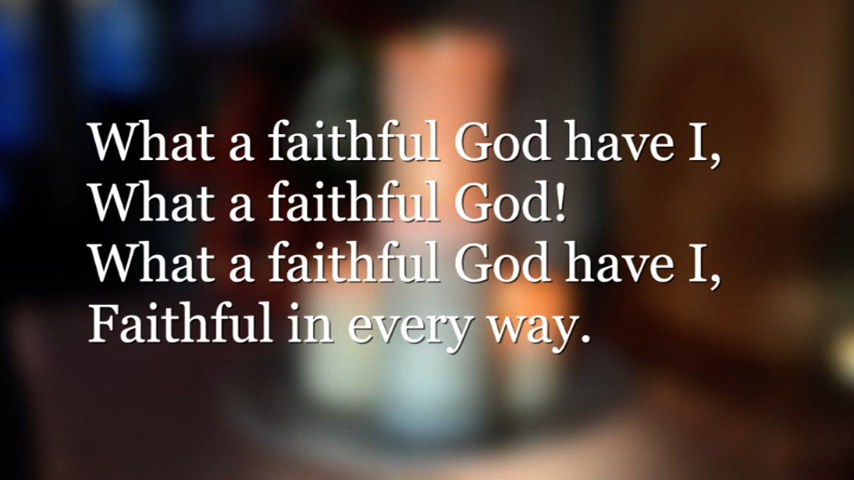 What a faithful God have I,
What a faithful God!
What a faithful God have I,
Faithful in every way.